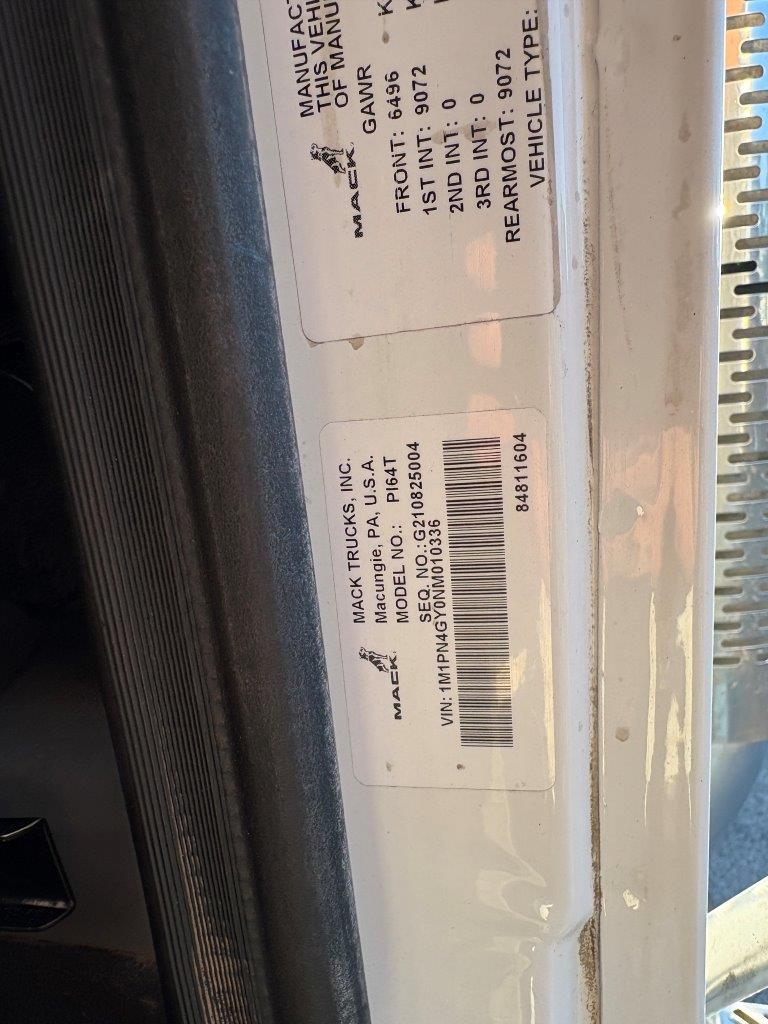 MANUFACT
THIS VEHI
OF MANU
MACK
GAWR
FRONT: 6496
1ST INT: 9072
2ND INT: 0
3RD INT: 0
REARMOST: 9072
VEHICLE TYPE:
MACK TRUCKS, INC.
Macungie, PA, U.S.A.
MODEL NO.: PI64T
MACK
SEQ. NO.:G210825004
VIN: 1M1PN4GY0NM010336
84811604